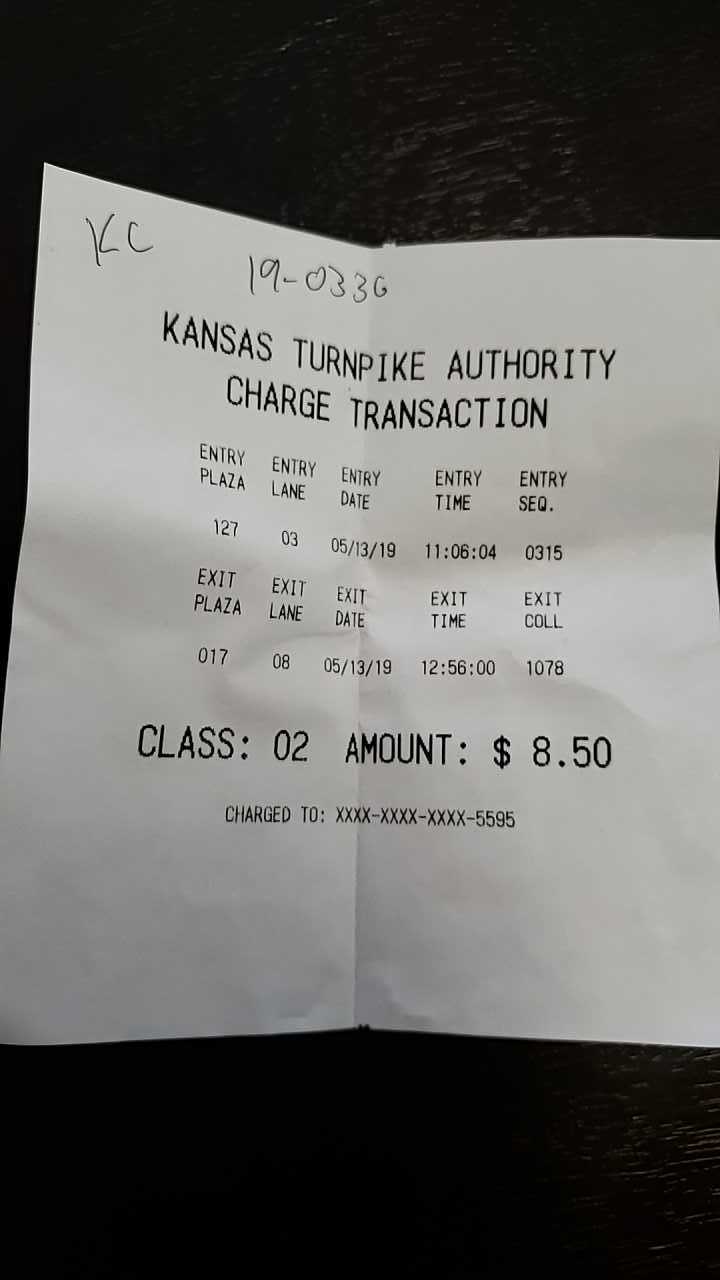 KC
19-0336
KANSAS TURNPIKE AUTHORITY
CHARGE TRANSACTION
ENTRY PLAZA ENTRY LANE ENTRY DATE ENTRY TIME ENTRY SEQ.
127 03 05/13/19 11:06:04 0315
EXIT PLAZA EXIT LANE EXIT DATE EXIT TIME EXIT COLL
017 08 05/13/19 12:56:00 1078
CLASS: 02 AMOUNT: $ 8.50
CHARGED TO: XXXX-XXXX-XXXX-5595